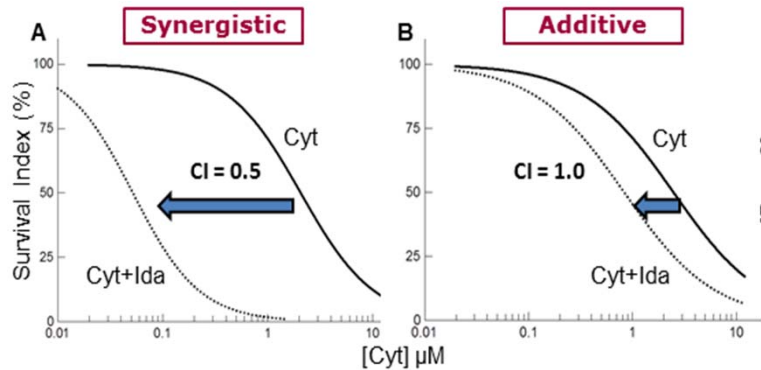 A
Synergistic
B
Additive
Survival Index (%)
100
75
50
25
0
Cyt
CI = 0.5
Cyt+Ida
0.01
0.1
1
10
100
75
50
25
0
Cyt
CI = 1.0
Cyt+Ida
0.01
0.1
1
10
[Cyt] µM